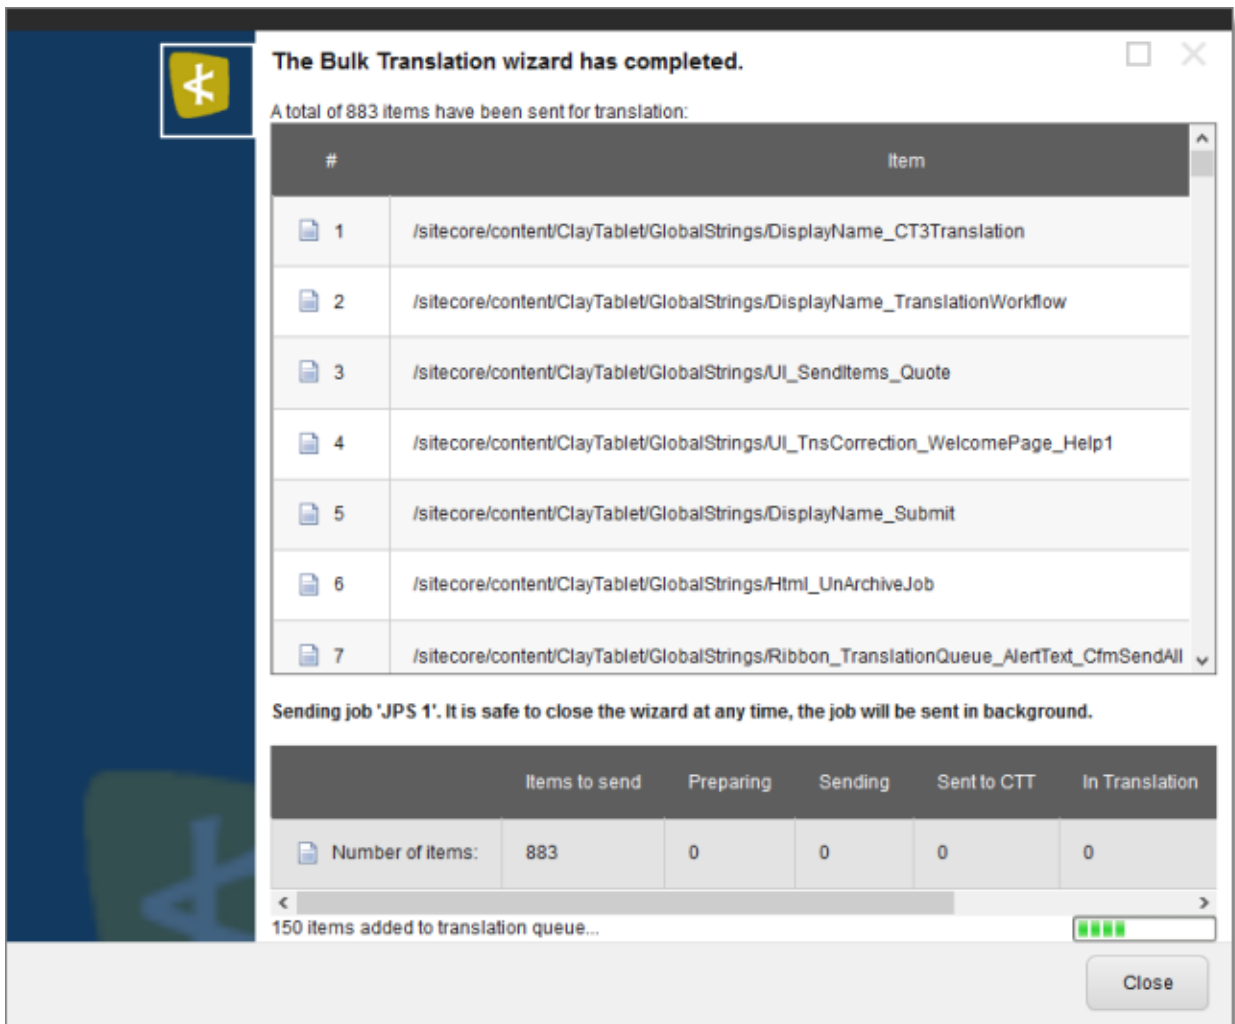 The Bulk Translation wizard has completed.
A total of 883 items have been sent for translation:
# Item
1 /sitecore/content/ClayTablet/GlobalStrings/DisplayName_CT3Translation
2 /sitecore/content/ClayTablet/GlobalStrings/DisplayName_TranslationWorkflow
3 /sitecore/content/ClayTablet/GlobalStrings/UI_SendItems_Quote
4 /sitecore/content/ClayTablet/GlobalStrings/UI_TnsCorrection_WelcomePage_Help1
5 /sitecore/content/ClayTablet/GlobalStrings/DisplayName_Submit
6 /sitecore/content/ClayTablet/GlobalStrings/Html_UnArchiveJob
7 /sitecore/content/ClayTablet/GlobalStrings/Ribbon_TranslationQueue_AlertText_CfmSendAll
Sending job 'JPS 1'. It is safe to close the wizard at any time, the job will be sent in background.
Items to send Preparing Sending Sent to CTT In Translation
Number of items: 883 0 0 0 0
150 items added to translation queue...
Close